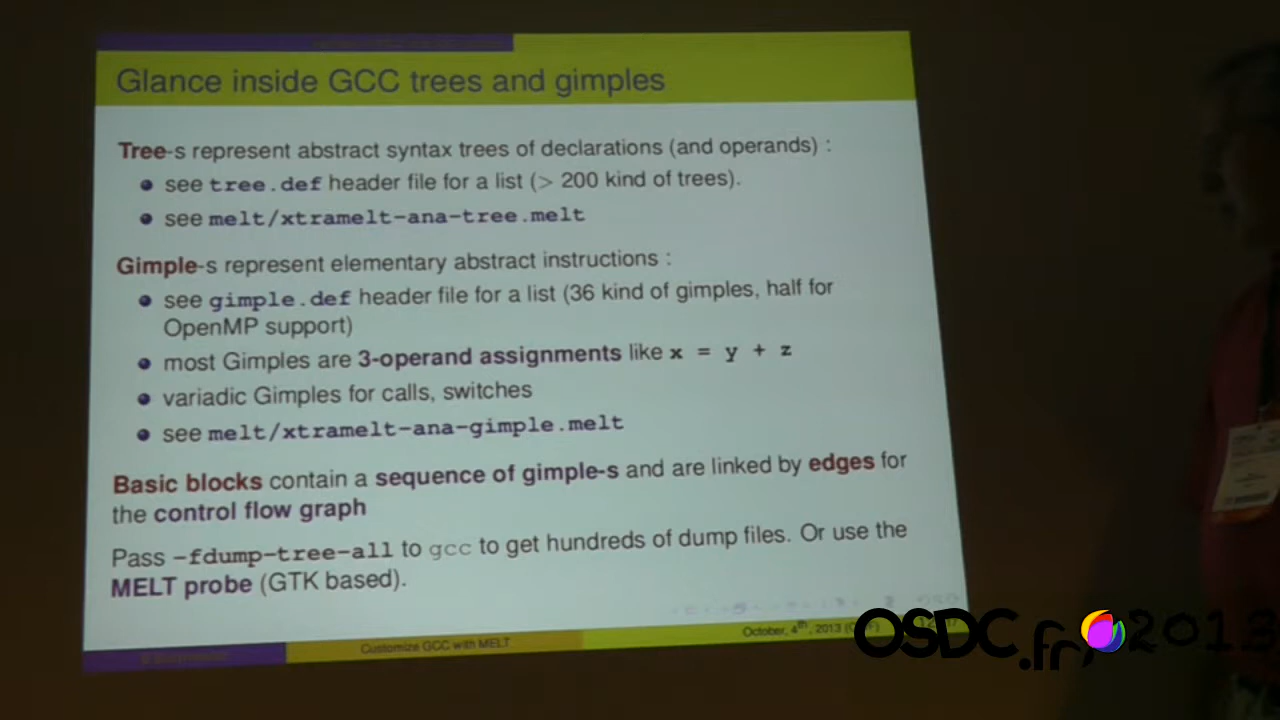 Glance inside GCC trees and gimples
Tree-s represent abstract syntax trees of declarations (and operands) :
see tree.def header file for a list (> 200 kind of trees).
see melt/xtramelt-ana-tree.melt
Gimple-s represent elementary abstract instructions :
see gimple.def header file for a list (36 kind of gimples, half for
OpenMP support)
most Gimples are 3-operand assignments like x = y + z
variadic Gimples for calls, switches
see melt/xtramelt-ana-gimple.melt
Basic blocks contain a sequence of gimple-s and are linked by edges for
the control flow graph
Pass -fdump-tree-all to gcc to get hundreds of dump files. Or use the
MELT probe (GTK based).
Customize GCC with MELT
October, 4th, 2013
OSDC.fr 2013